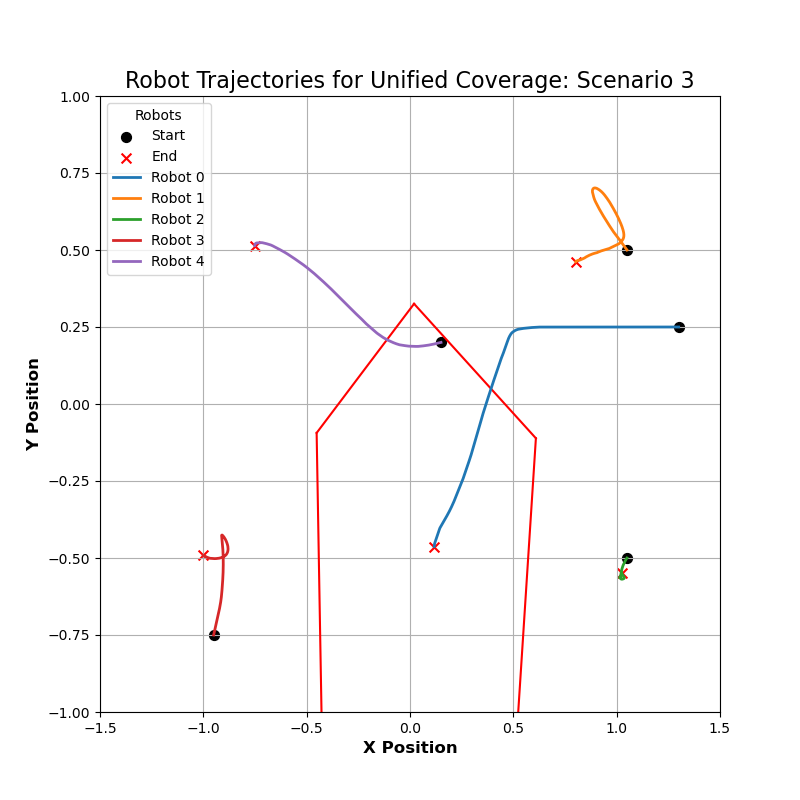 Robot Trajectories for Unified Coverage: Scenario 3
Robots
Start
End
Robot 0
Robot 1
Robot 2
Robot 3
Robot 4
1.00
0.75
0.50
0.25
0.00
−0.25
−0.50
−0.75
−1.00
Y Position
−1.5
−1.0
−0.5
0.0
0.5
1.0
1.5
X Position